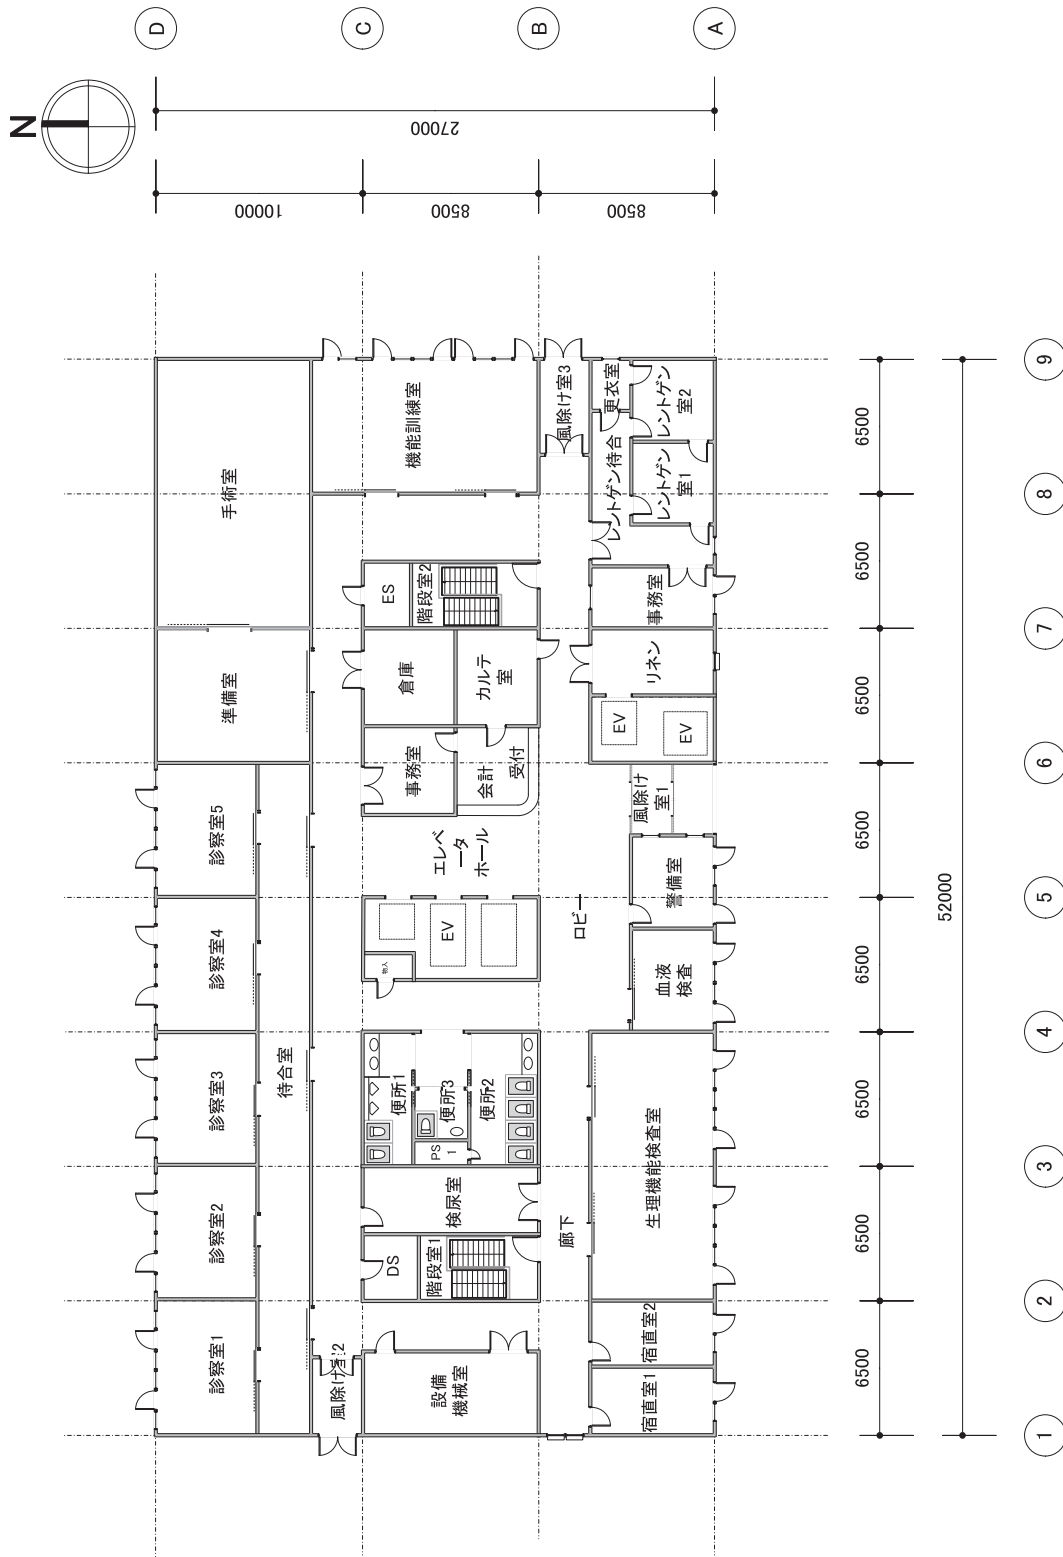 N
D
C
B
A
27000
10000
8500
8500
診察室1
診察室2
診察室3
診察室4
診察室5
準備室
手術室
待合室
風除け室2
設備
機械室
DS
階段室1
検尿室
便所1
便所3
便所2
PS
1
物入
EV
エレベ
ータ
ホール
事務室
会計
受付
倉庫
カルテ
室
ES
階段室2
機能訓練室
廊下
ロビー
風除け室3
宿直室1
宿直室2
生理機能検査室
血液
検査
警備室
風除け
室1
EV
EV
リネン
事務室
レントゲン待合
更衣室
レントゲン
室1
レントゲン
室2
6500
6500
6500
6500
6500
6500
6500
6500
52000
1
2
3
4
5
6
7
8
9